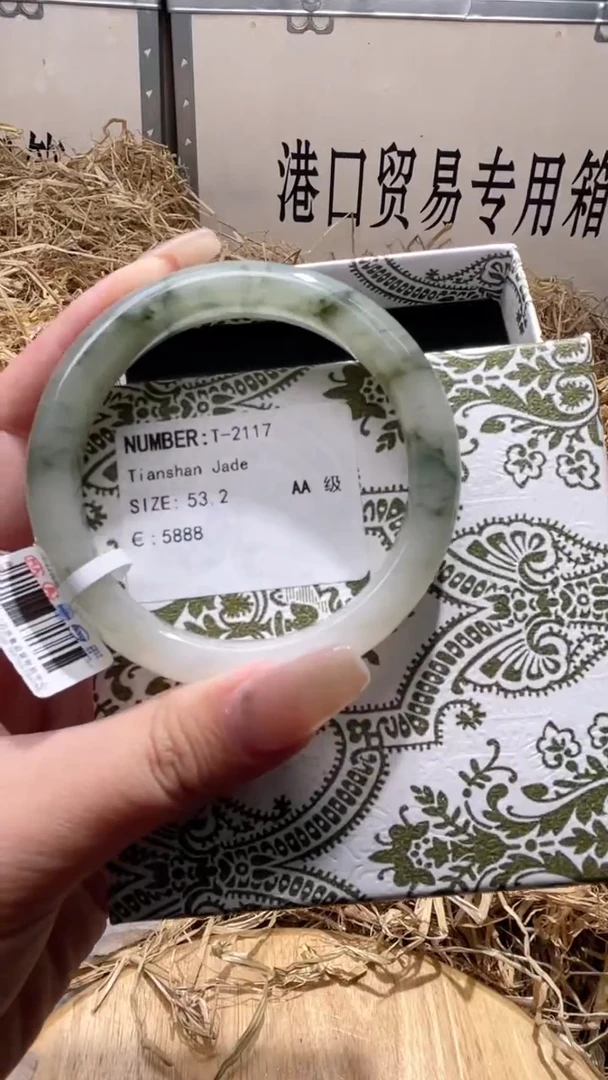 港口贸易专用箱
NUMBER:T-2117
Tianshan Jade
SIZE: 53.2
AA 级
€:5888